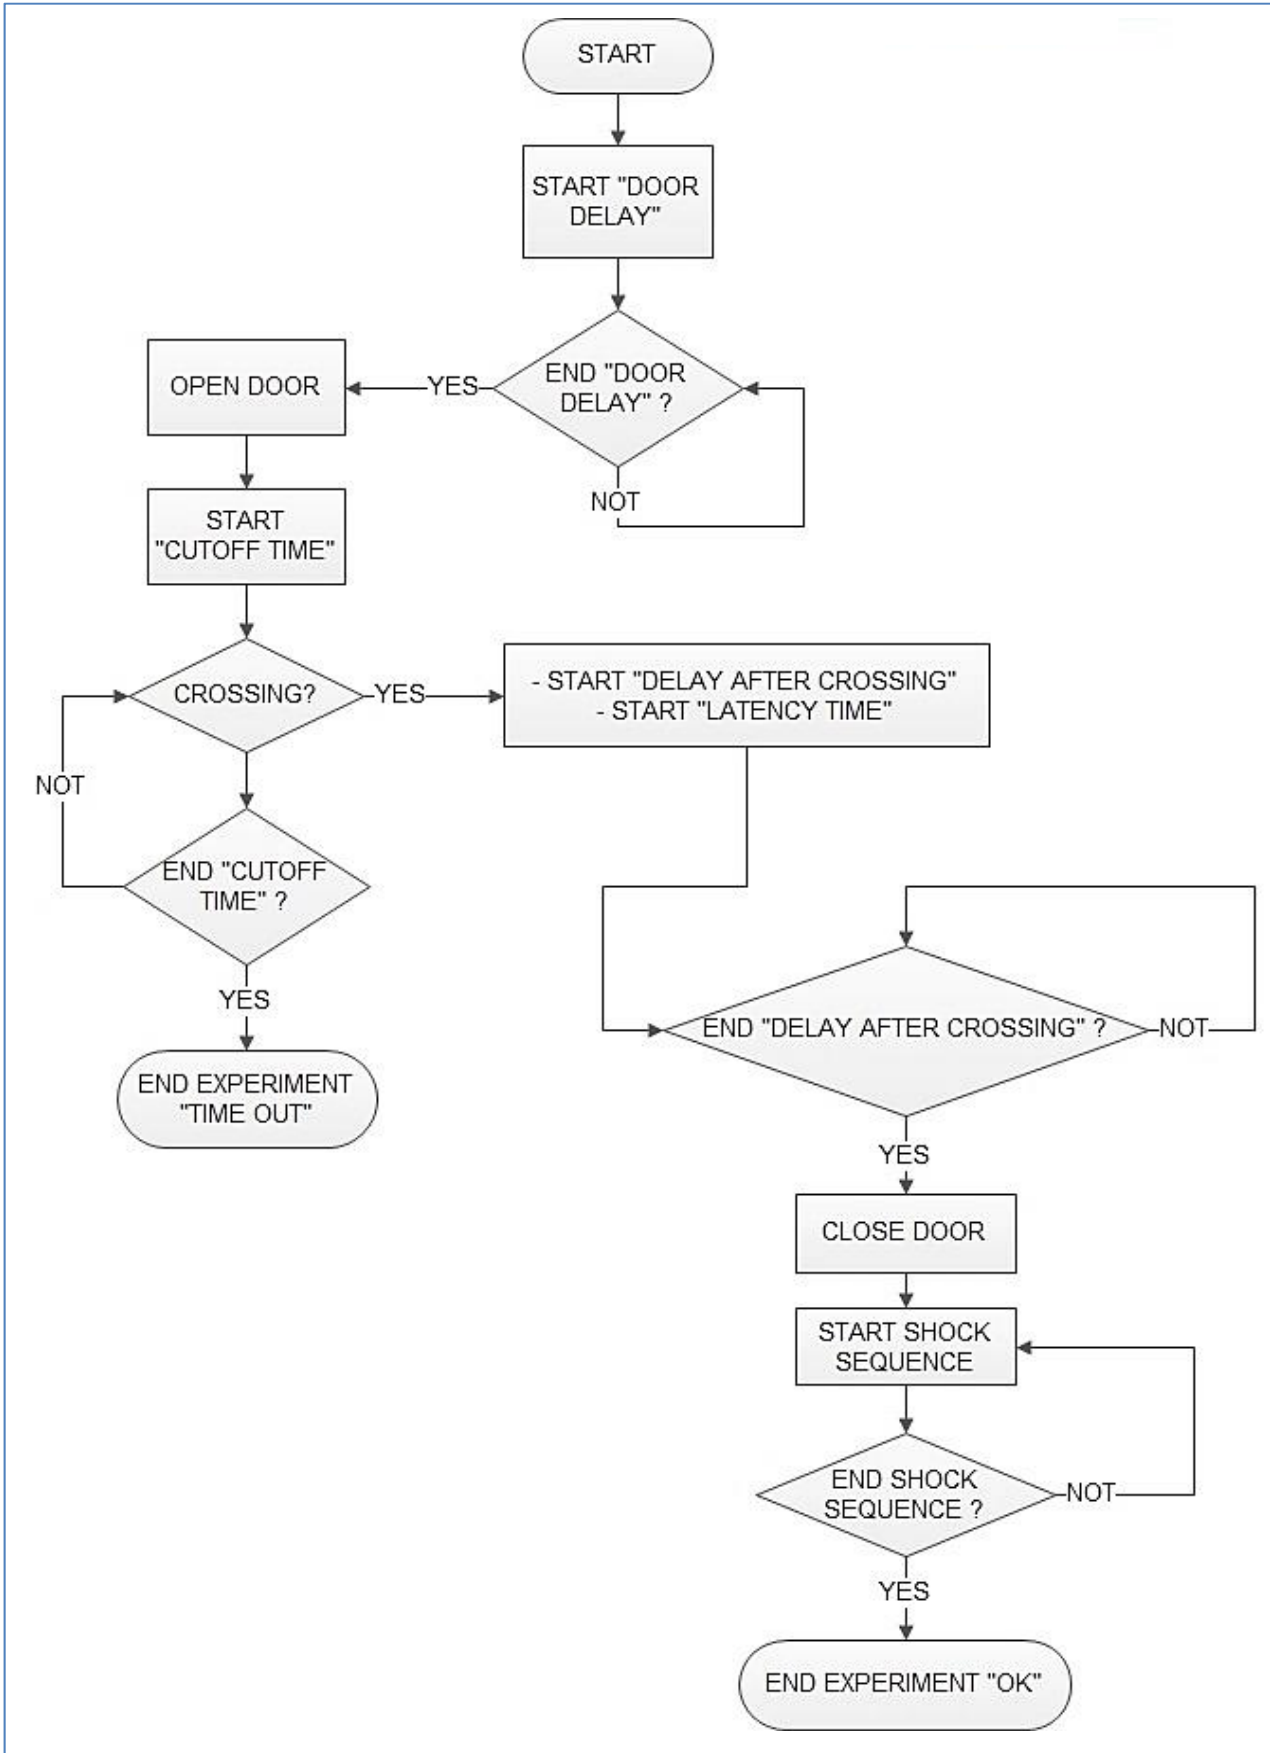 START
START "DOOR
DELAY"
END "DOOR
DELAY" ?
YES
OPEN DOOR
NOT
START
"CUTOFF TIME"
CROSSING?
YES
- START "DELAY AFTER CROSSING"
- START "LATENCY TIME"
NOT
END "CUTOFF
TIME" ?
YES
END EXPERIMENT
"TIME OUT"
END "DELAY AFTER CROSSING" ?
NOT
YES
CLOSE DOOR
START SHOCK
SEQUENCE
END SHOCK
SEQUENCE ?
NOT
YES
END EXPERIMENT "OK"